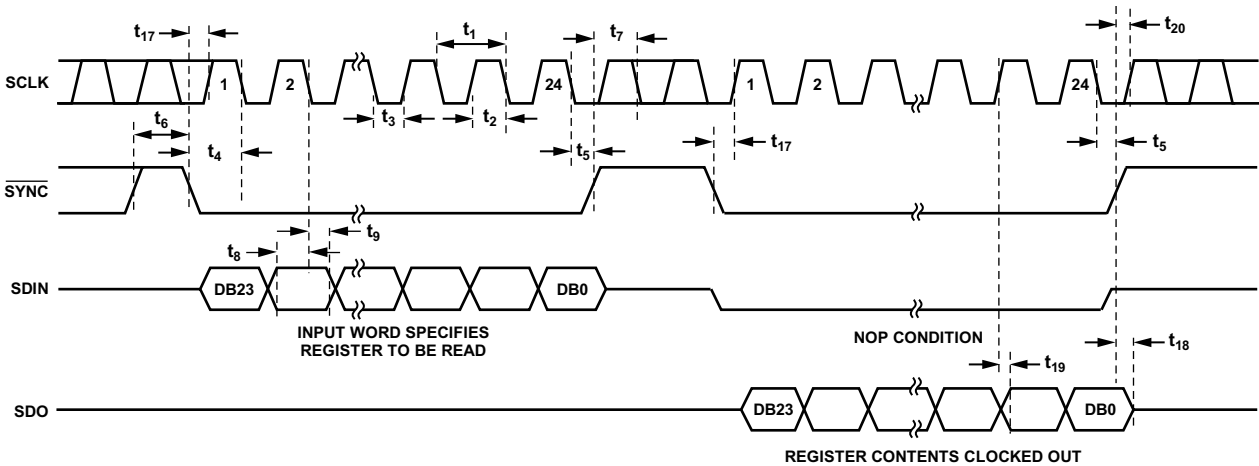 t17
t1
t7
t20
SCLK
1
2
24
1
2
24
t6
t4
t3
t2
t5
t17
t5
SYNC
t8
t9
SDIN
DB23
DB0
INPUT WORD SPECIFIES
REGISTER TO BE READ
NOP CONDITION
t18
t19
SDO
DB23
DB0
REGISTER CONTENTS CLOCKED OUT